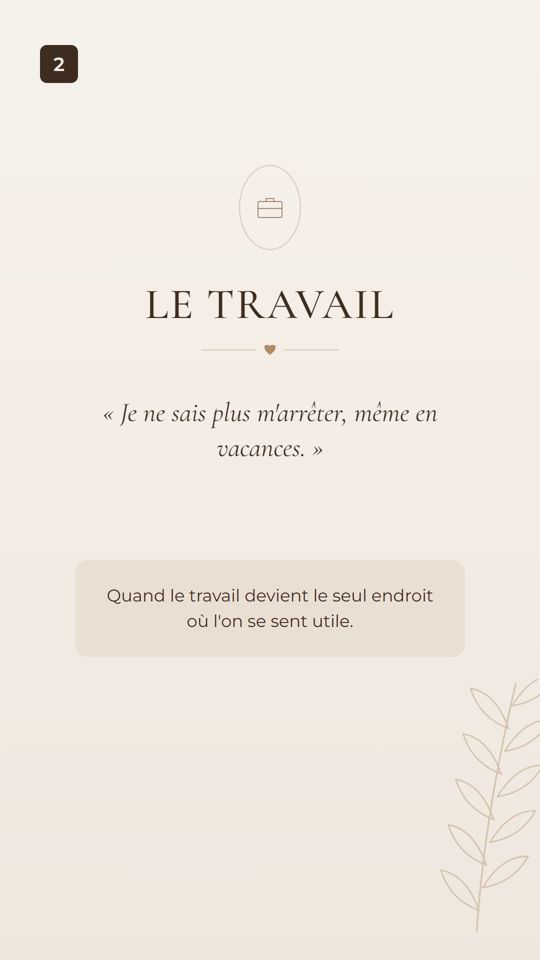 2
LE TRAVAIL
« Je ne sais plus m'arrêter, même en
vacances. »
Quand le travail devient le seul endroit
où l'on se sent utile.